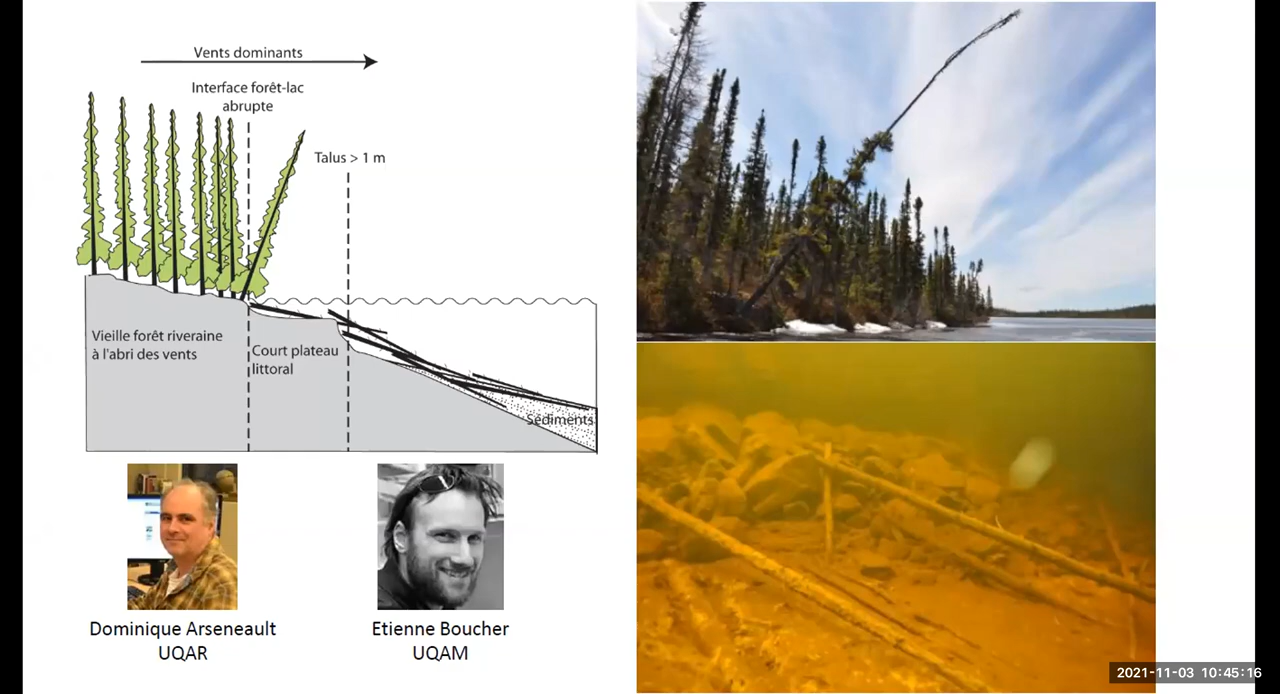 Vents dominants
Interface forêt-lac
abrupte
Talus > 1 m
Vieille forêt riveraine
à l'abri des vents
Court plateau
littoral
Sédiments
Dominique Arseneault
UQAR
Etienne Boucher
UQAM
2021-11-03 10:45:16